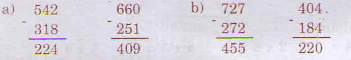 a) 542 660 b) 727 404
- 318 - 251 - 272 - 184
224 409 455 220